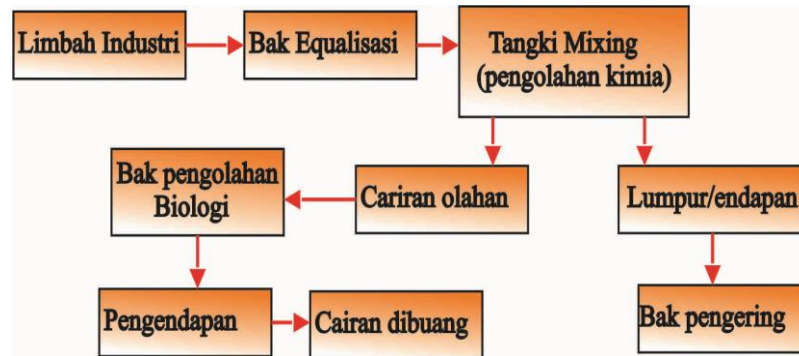 Limbah Industri
Bak Equalisasi
Tangki Mixing
(pengolahan kimia)
Bak pengolahan
Biologi
Cariran olahan
Lumpur/endapan
Pengendapan
Cairan dibuang
Bak pengering